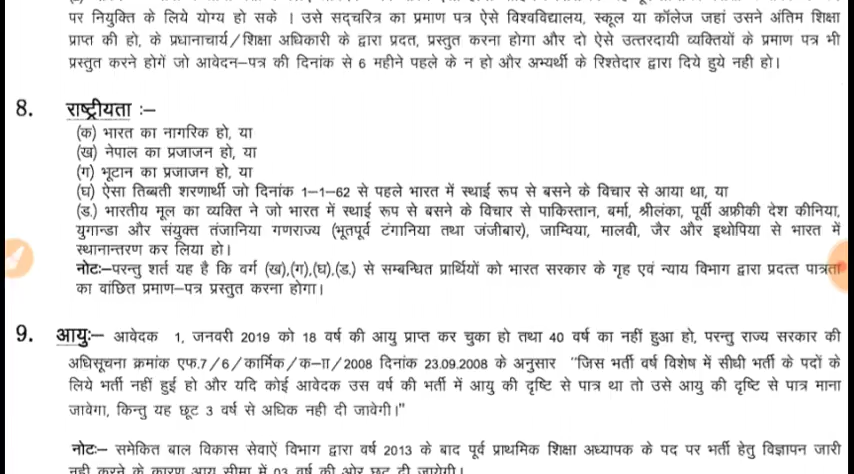 पर नियुक्ति के लिये योग्य हो सके । उसे सद्चरित्र का प्रमाण पत्र ऐसे विश्वविद्यालय, स्कूल या कॉलेज जहां उसने अंतिम शिक्षा
प्राप्त की हो, के प्रधानाचार्य/शिक्षा अधिकारी के द्वारा प्रदत, प्रस्तुत करना होगा और दो ऐसे उत्तरदायी व्यक्तियों के प्रमाण पत्र भी
प्रस्तुत करने होगें जो आवेदन–पत्र की दिनांक से 6 महीने पहले के न हो और अभ्यर्थी के रिश्तेदार द्वारा दिये हुये नही हो।
8. राष्ट्रीयता :–
(क) भारत का नागरिक हो, या
(ख) नेपाल का प्रजाजन हो, या
(ग) भूटान का प्रजाजन हो, या
(घ) ऐसा तिब्बती शरणार्थी जो दिनांक 1–1–62 से पहले भारत में स्थाई रूप से बसने के विचार से आया था, या
(ड.) भारतीय मूल का व्यक्ति ने जो भारत में स्थाई रूप से बसने के विचार से पाकिस्तान, बर्मा, श्रीलंका, पूर्वी अफ्रीकी देश कीनिया,
युगान्डा और संयुक्त तंजानिया गणराज्य (भूतपूर्व टंगानिया तथा जंजीबार), जाम्विया, मालवी, जैर और इथोपिया से भारत में
स्थानान्तरण कर लिया हो।
नोटः–परन्तु शर्त यह है कि वर्ग (ख),(ग),(घ),(ड.) से सम्बन्धित प्रार्थियों को भारत सरकार के गृह एवं न्याय विभाग द्वारा प्रदत्त पात्रता
का वांछित प्रमाण–पत्र प्रस्तुत करना होगा।
9. आयुः– आवेदक 1, जनवरी 2019 को 18 वर्ष की आयु प्राप्त कर चुका हो तथा 40 वर्ष का नहीं हुआ हो, परन्तु राज्य सरकार की
अधिसूचना क्रमांक एफ.7/6/कार्मिक/क–II/2008 दिनांक 23.09.2008 के अनुसार "जिस भर्ती वर्ष विशेष में सीधी भर्ती के पदों के
लिये भर्ती नहीं हुई हो और यदि कोई आवेदक उस वर्ष की भर्ती में आयु की दृष्टि से पात्र था तो उसे आयु की दृष्टि से पात्र माना
जावेगा, किन्तु यह छूट 3 वर्ष से अधिक नही दी जावेगी।"
नोटः– समेकित बाल विकास सेवाऐं विभाग द्वारा वर्ष 2013 के बाद पूर्व प्राथमिक शिक्षा अध्यापक के पद पर भर्ती हेतु विज्ञापन जारी
नही करने के कारण आयु सीमा में 03 वर्ष की ओर छूट दी जायेगी।